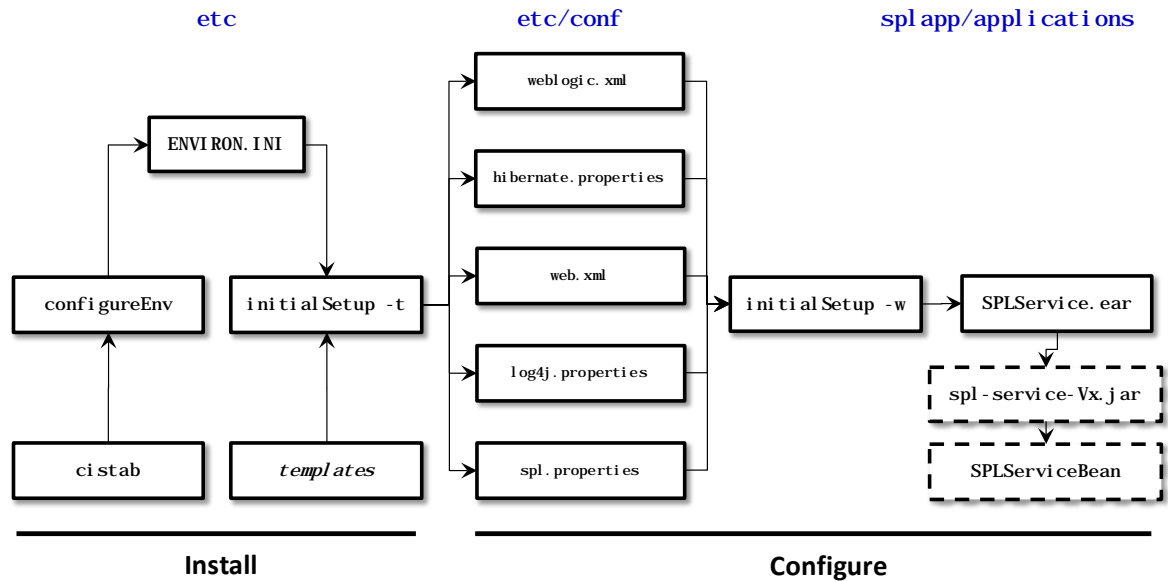 etc
etc/conf
splapp/applications
weblogic.xml
ENVIRON.INI
hibernate.properties
configureEnv
initialSetup -t
web.xml
initialSetup -w
SPLService.ear
log4j.properties
spl-service-Vx.jar
cistab
templates
spl.properties
SPLServiceBean
Install
Configure